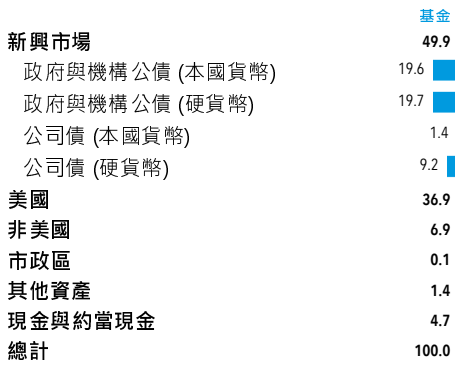 基金
新興市場 49.9
政府與機構公債 (本國貨幣) 19.6
政府與機構公債 (硬貨幣) 19.7
公司債 (本國貨幣) 1.4
公司債 (硬貨幣) 9.2
美國 36.9
非美國 6.9
市政區 0.1
其他資產 1.4
現金與約當現金 4.7
總計 100.0